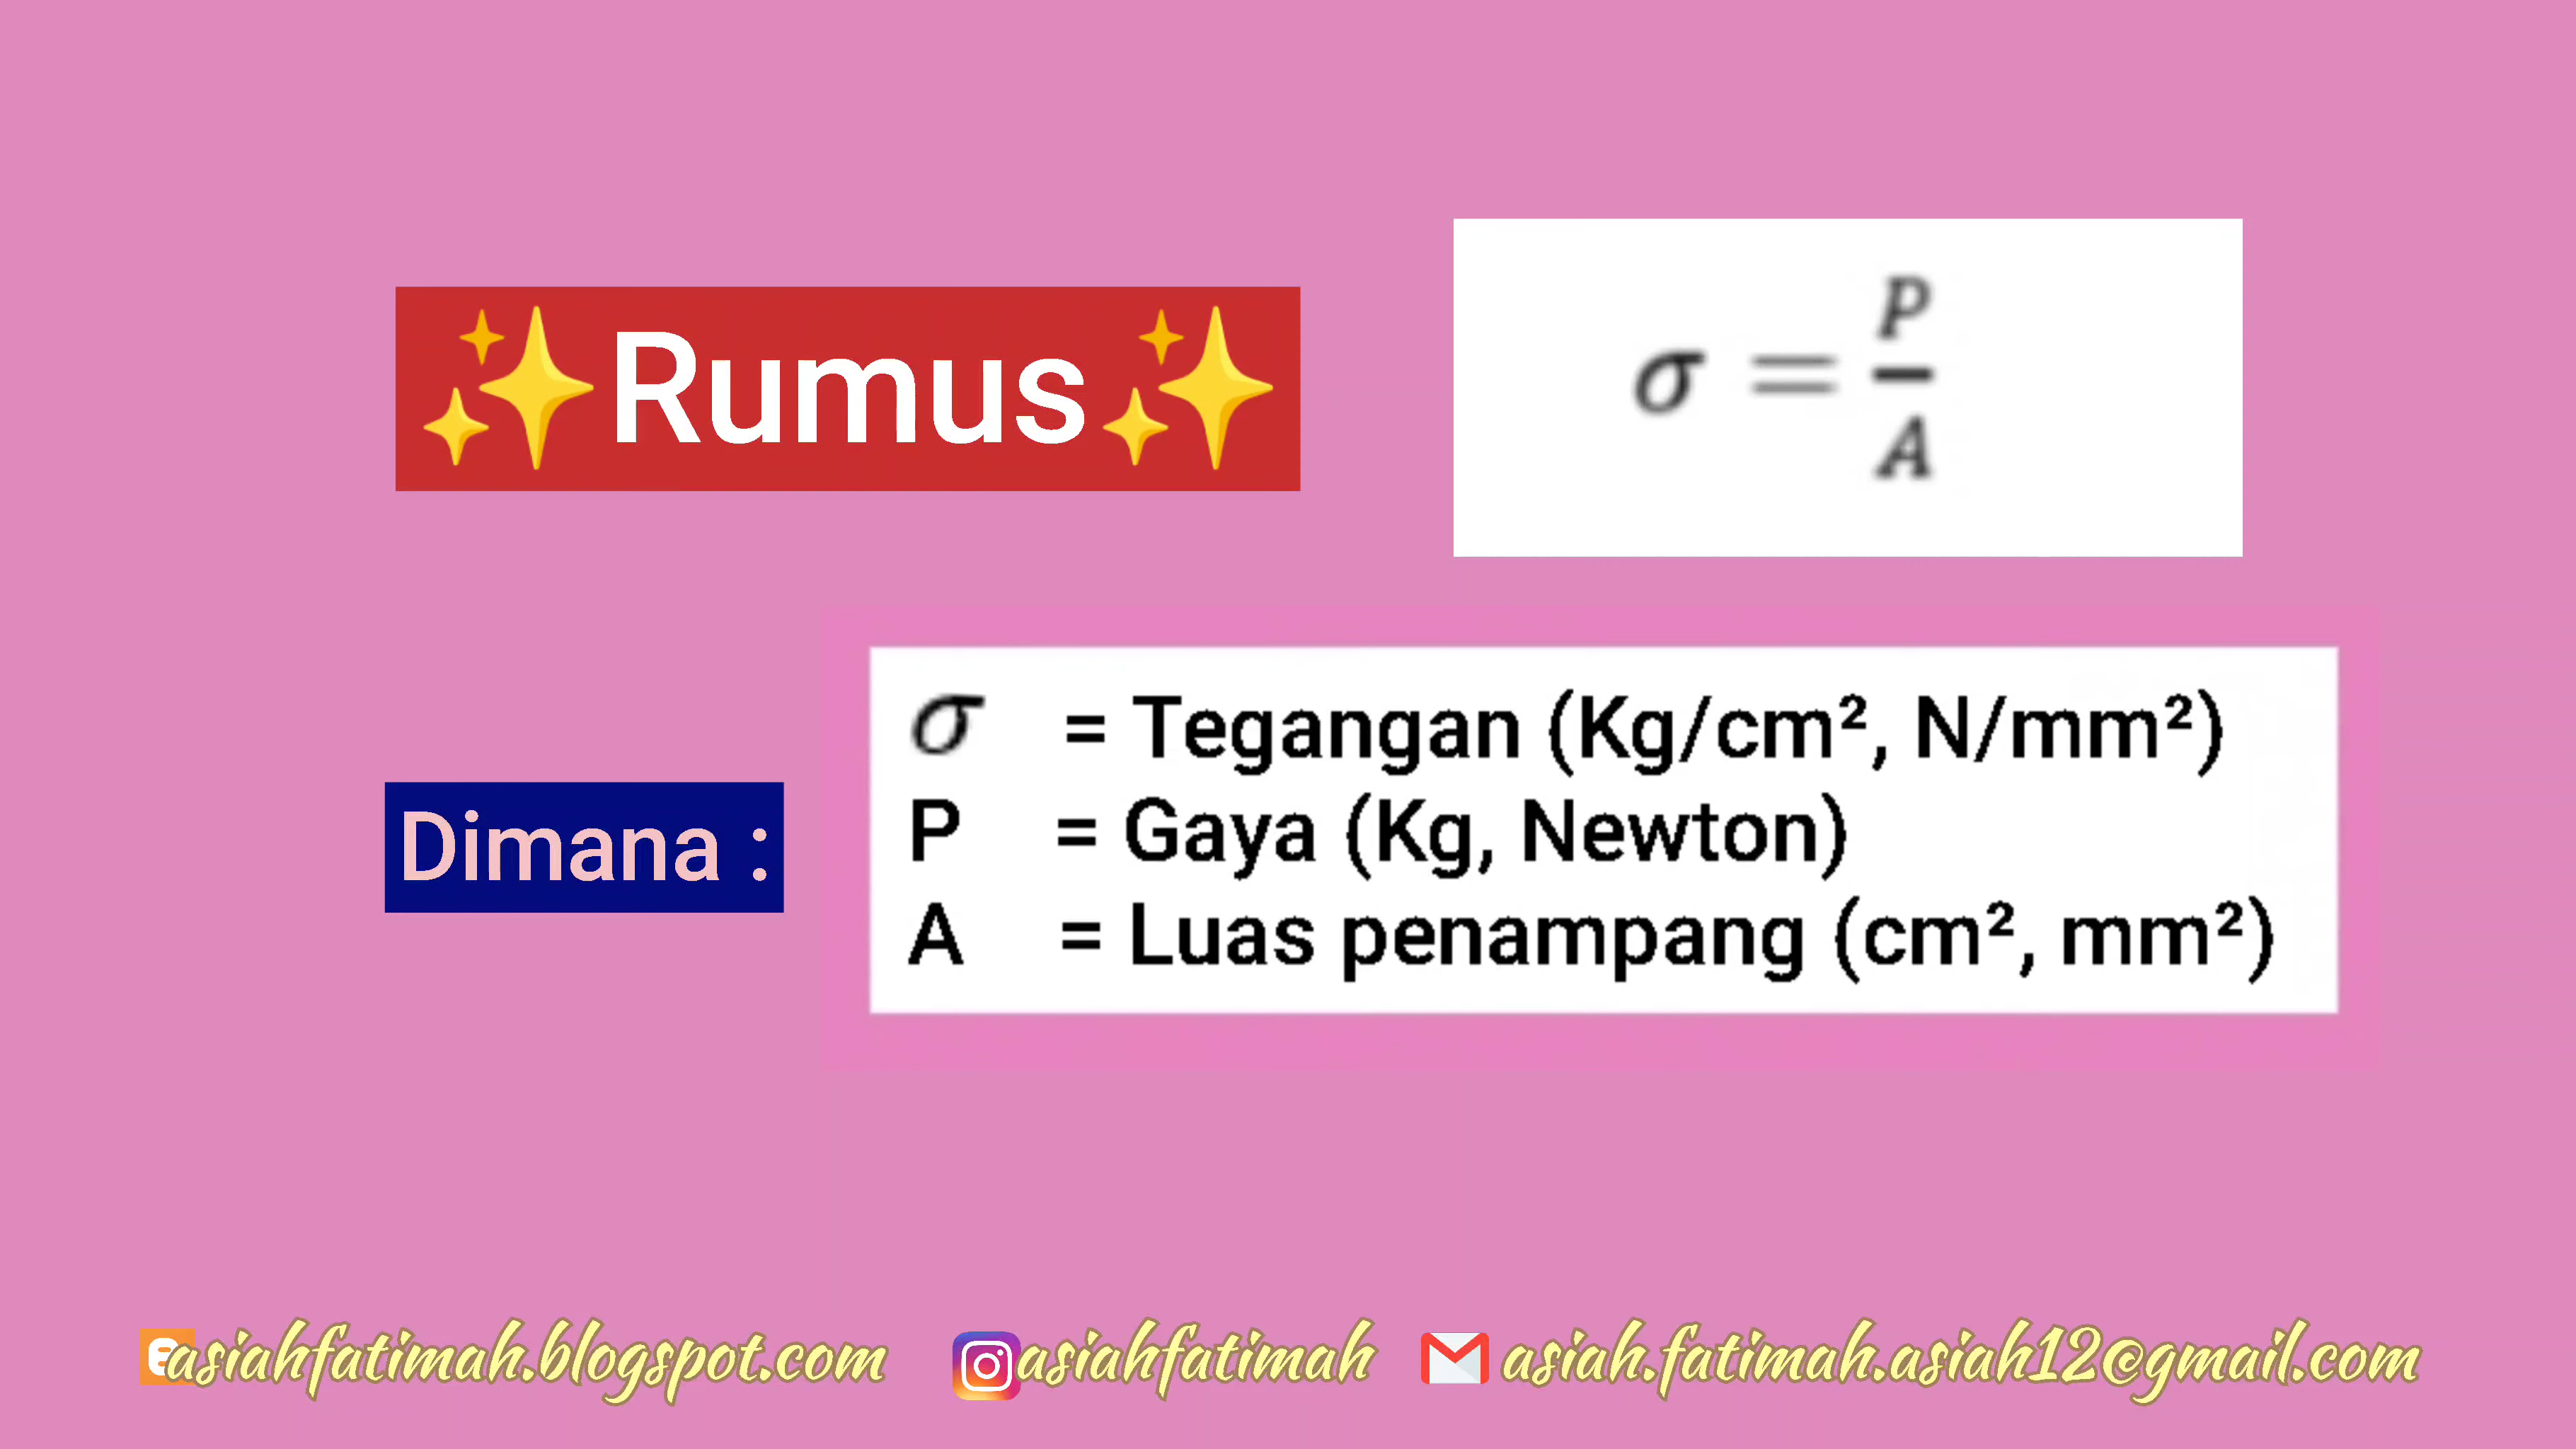 ✨Rumus✨
σ = P/A
Dimana :
σ = Tegangan (Kg/cm², N/mm²)
P = Gaya (Kg, Newton)
A = Luas penampang (cm², mm²)
asiahfatimah.blogspot.com
asiahfatimah
asiah.fatimah.asiah12@gmail.com